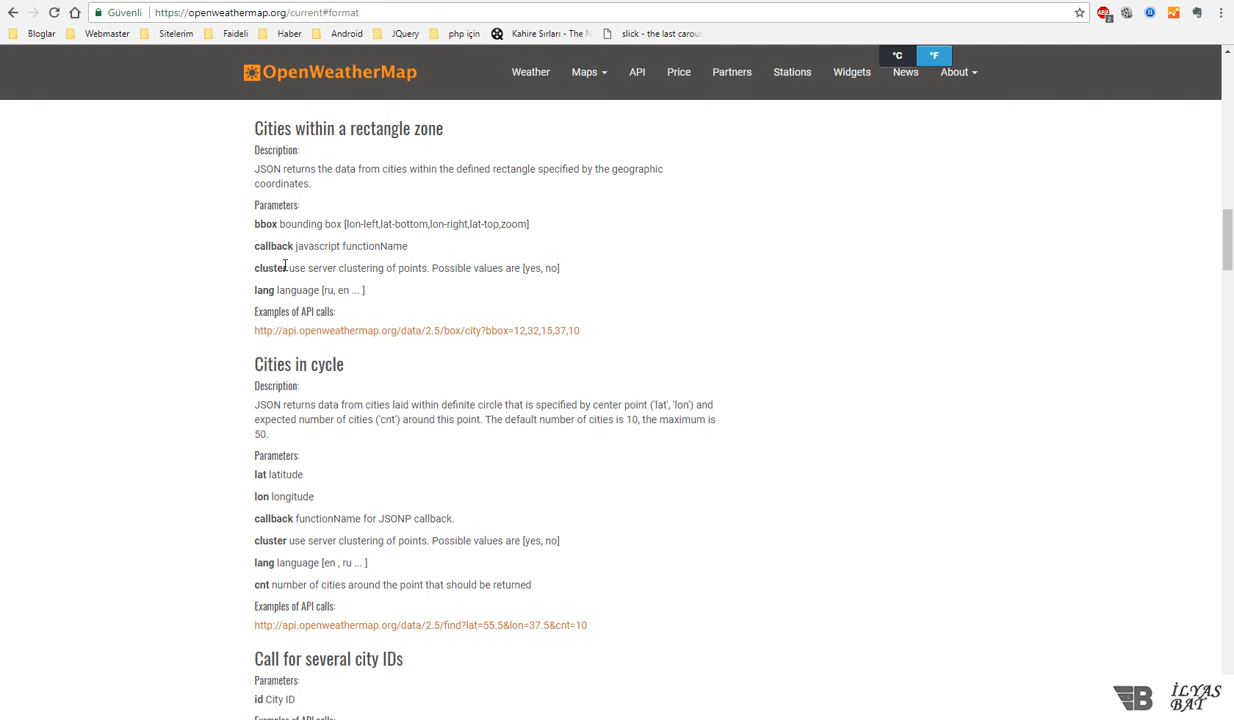 https://openweathermap.org/current#format
Güvenli
Bloglar Webmaster Sitelerim Faideli Haber Android JQuery php için Kahire Sırları - The N slick - the last carous
°C °F
OpenWeatherMap Weather Maps API Price Partners Stations Widgets News About
Cities within a rectangle zone
Description:
JSON returns the data from cities within the defined rectangle specified by the geographic
coordinates.
Parameters:
bbox bounding box [lon-left,lat-bottom,lon-right,lat-top,zoom]
callback javascript functionName
cluster use server clustering of points. Possible values are [yes, no]
lang language [ru, en ... ]
Examples of API calls:
http://api.openweathermap.org/data/2.5/box/city?bbox=12,32,15,37,10
Cities in cycle
Description:
JSON returns data from cities laid within definite circle that is specified by center point ('lat', 'lon') and
expected number of cities ('cnt') around this point. The default number of cities is 10, the maximum is
50.
Parameters:
lat latitude
lon longitude
callback functionName for JSONP callback.
cluster use server clustering of points. Possible values are [yes, no]
lang language [en , ru ... ]
cnt number of cities around the point that should be returned
Examples of API calls:
http://api.openweathermap.org/data/2.5/find?lat=55.5&lon=37.5&cnt=10
Call for several city IDs
Parameters:
id City ID
Examples of API calls:
İLYAS
BAT